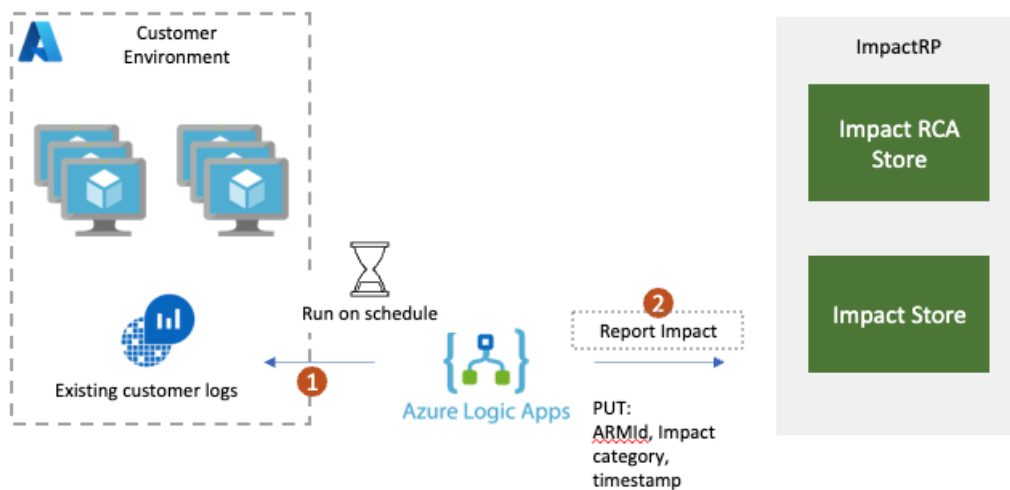 Customer
Environment
ImpactRP
Impact RCA
Store
Run on schedule
2
Report Impact
Impact Store
Existing customer logs
1
Azure Logic Apps
PUT:
ARMId, Impact
category,
timestamp